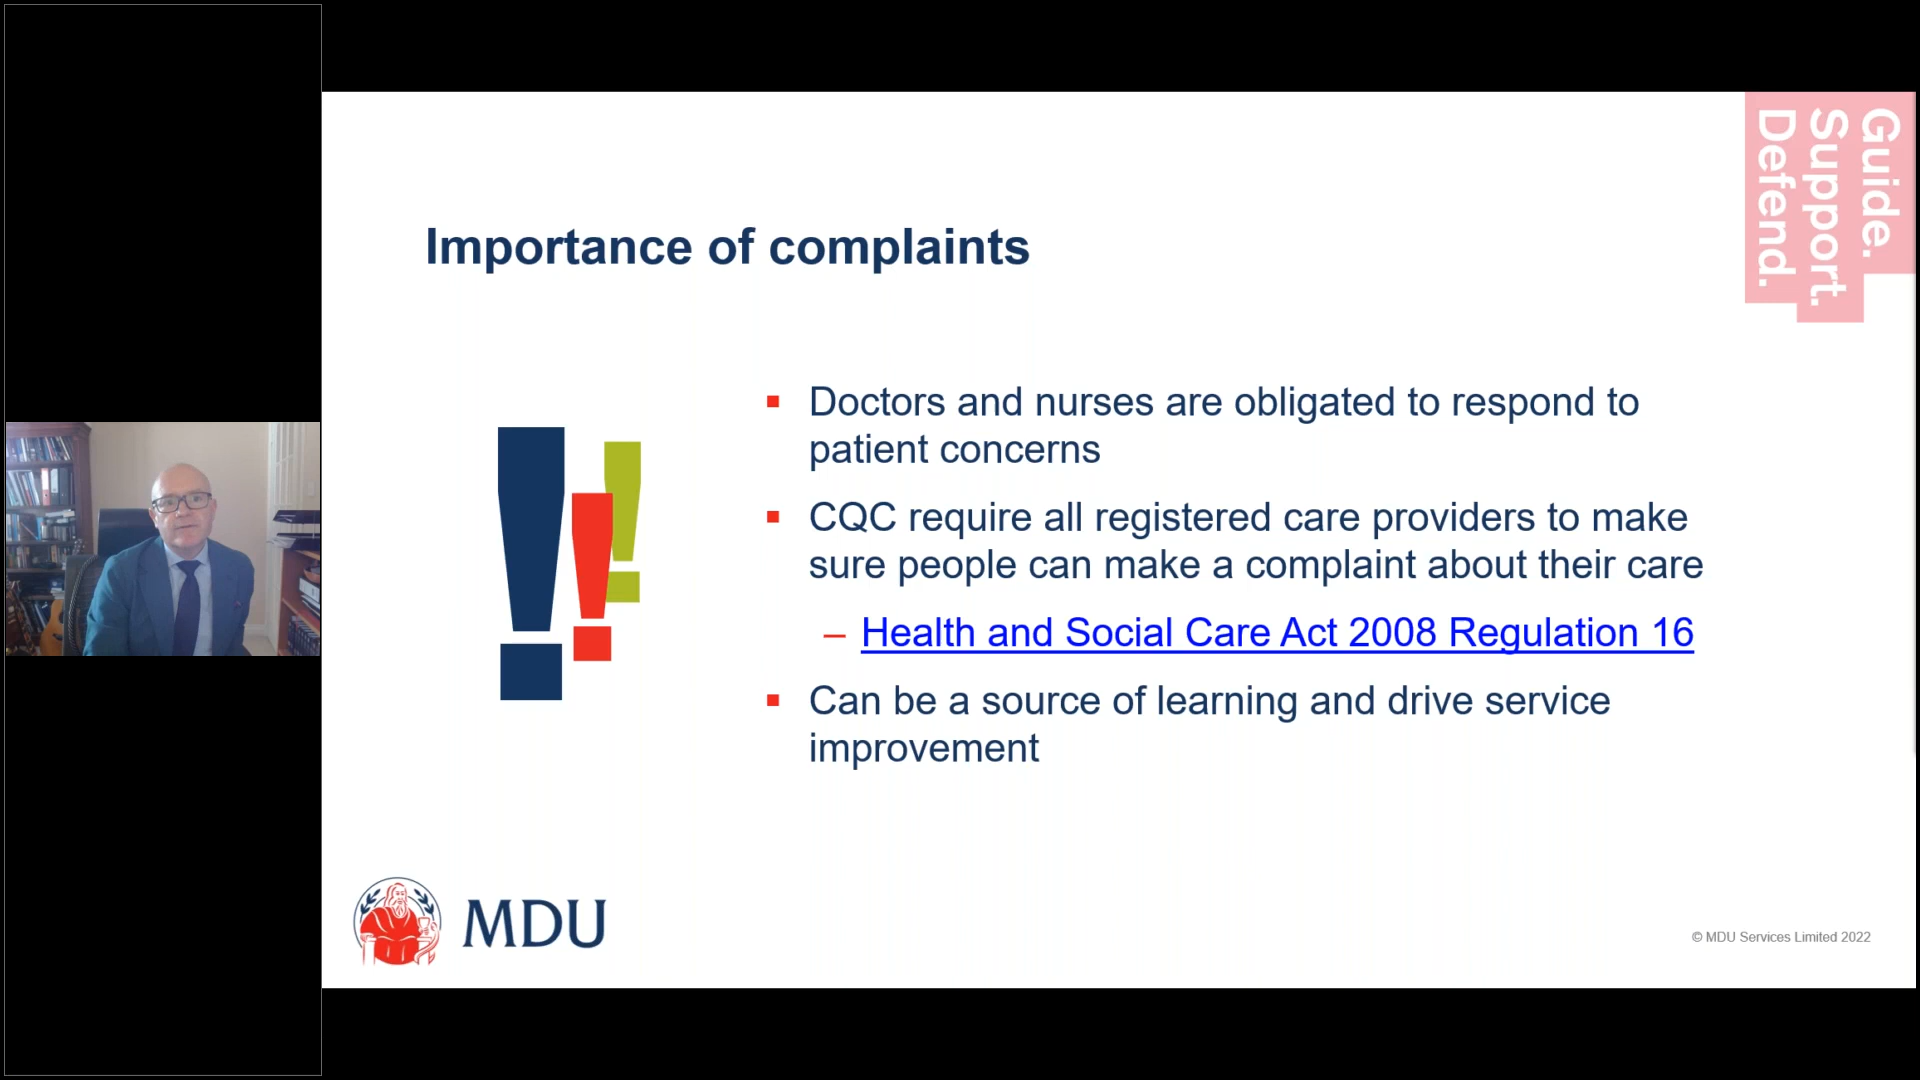 Guide.
Support.
Defend.
Importance of complaints
Doctors and nurses are obligated to respond to
patient concerns
CQC require all registered care providers to make
sure people can make a complaint about their care
– Health and Social Care Act 2008 Regulation 16
Can be a source of learning and drive service
improvement
MDU
© MDU Services Limited 2022